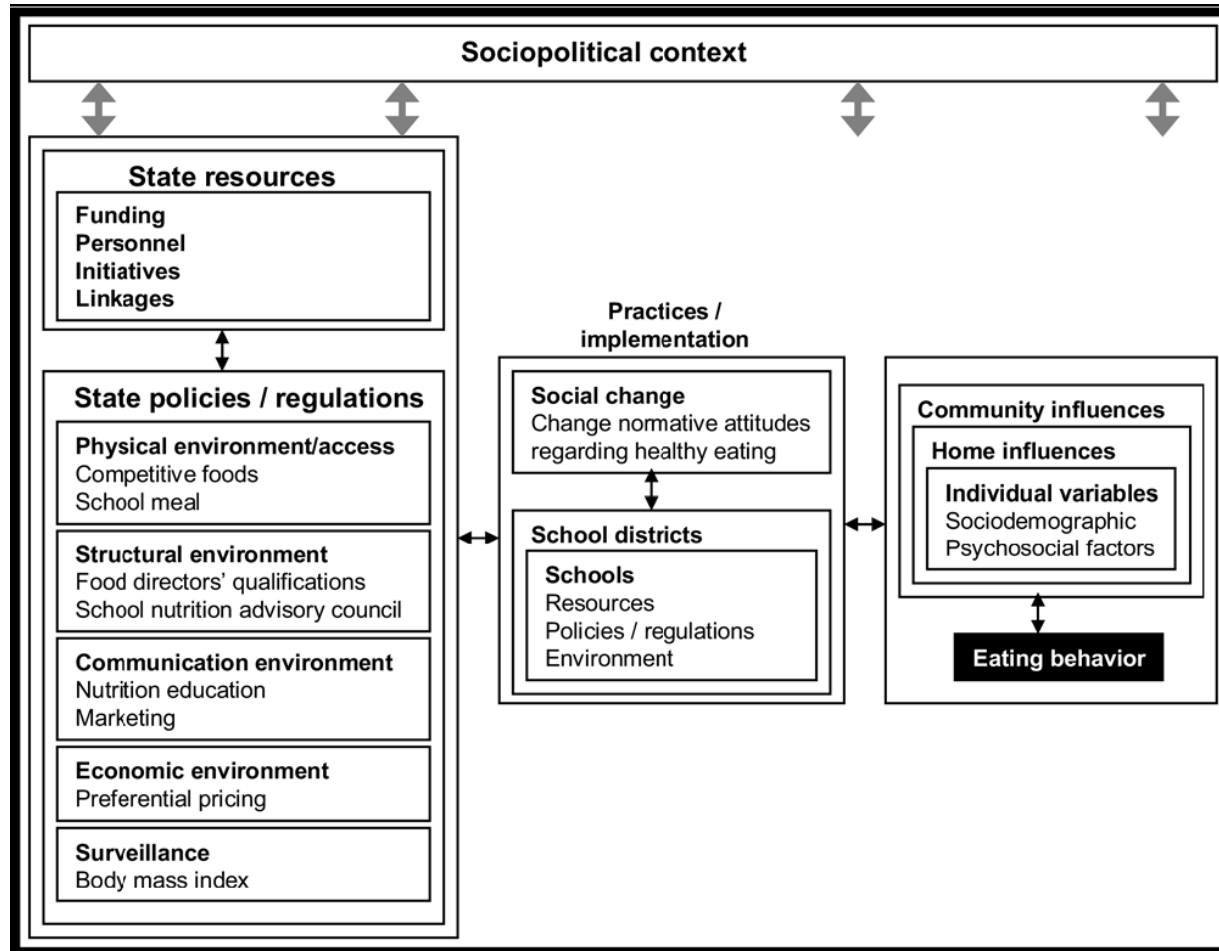 Sociopolitical context
State resources
Funding
Personnel
Initiatives
Linkages
State policies / regulations
Physical environment/access
Competitive foods
School meal
Structural environment
Food directors’ qualifications
School nutrition advisory council
Communication environment
Nutrition education
Marketing
Economic environment
Preferential pricing
Surveillance
Body mass index
Practices /
implementation
Social change
Change normative attitudes
regarding healthy eating
School districts
Schools
Resources
Policies / regulations
Environment
Community influences
Home influences
Individual variables
Sociodemographic
Psychosocial factors
Eating behavior